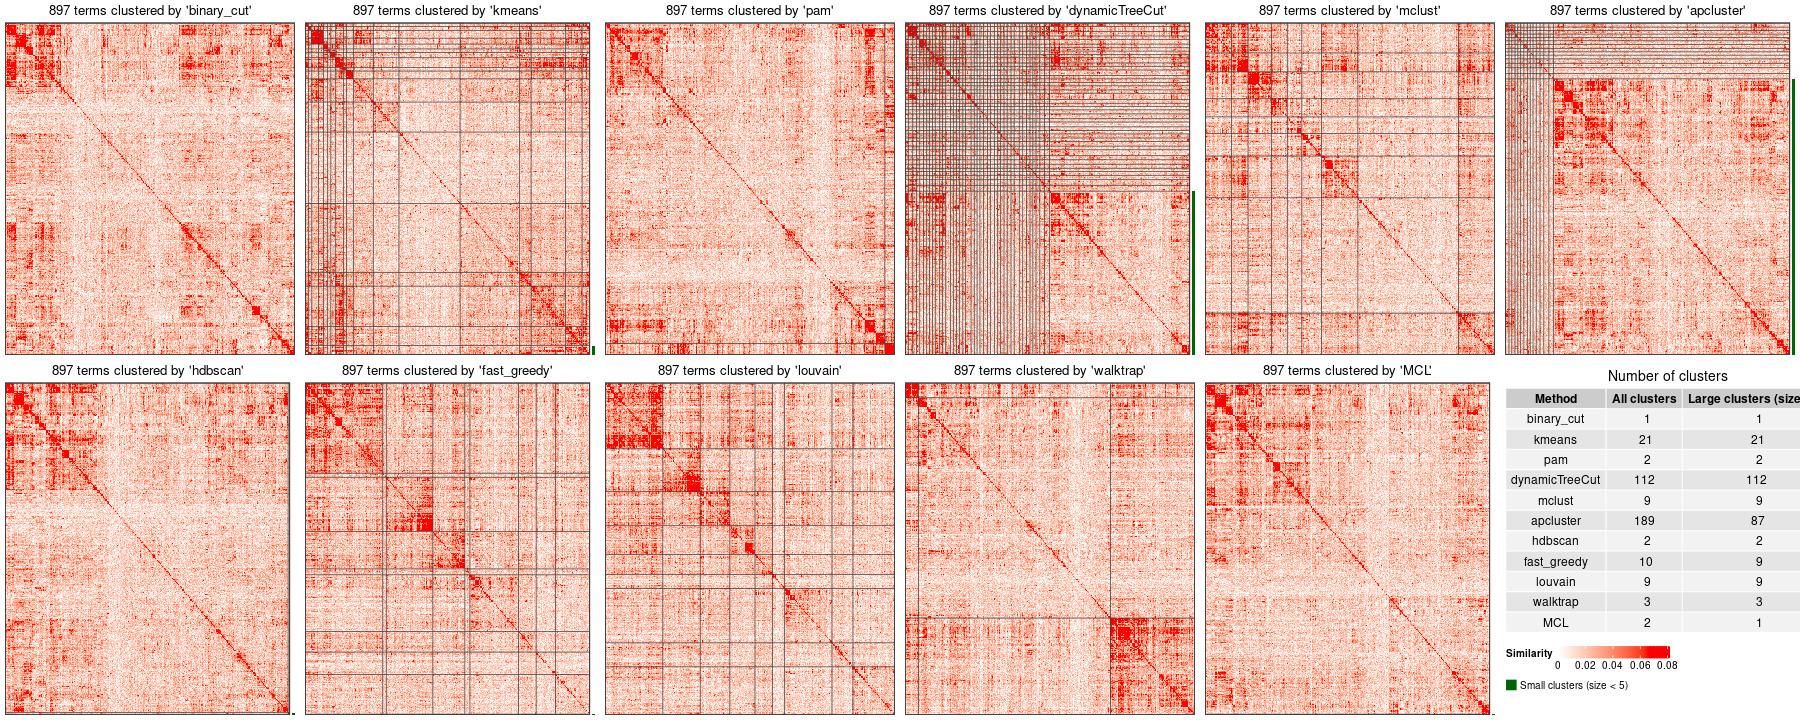 897 terms clustered by 'binary_cut'
897 terms clustered by 'kmeans'
897 terms clustered by 'pam'
897 terms clustered by 'dynamicTreeCut'
897 terms clustered by 'mclust'
897 terms clustered by 'apcluster'
897 terms clustered by 'hdbscan'
897 terms clustered by 'fast_greedy'
897 terms clustered by 'louvain'
897 terms clustered by 'walktrap'
897 terms clustered by 'MCL'
Number of clusters
Method All clusters Large clusters (size
binary_cut 1 1
kmeans 21 21
pam 2 2
dynamicTreeCut 112 112
mclust 9 9
apcluster 189 87
hdbscan 2 2
fast_greedy 10 9
louvain 9 9
walktrap 3 3
MCL 2 1
Similarity
0 0.02 0.04 0.06 0.08
Small clusters (size < 5)